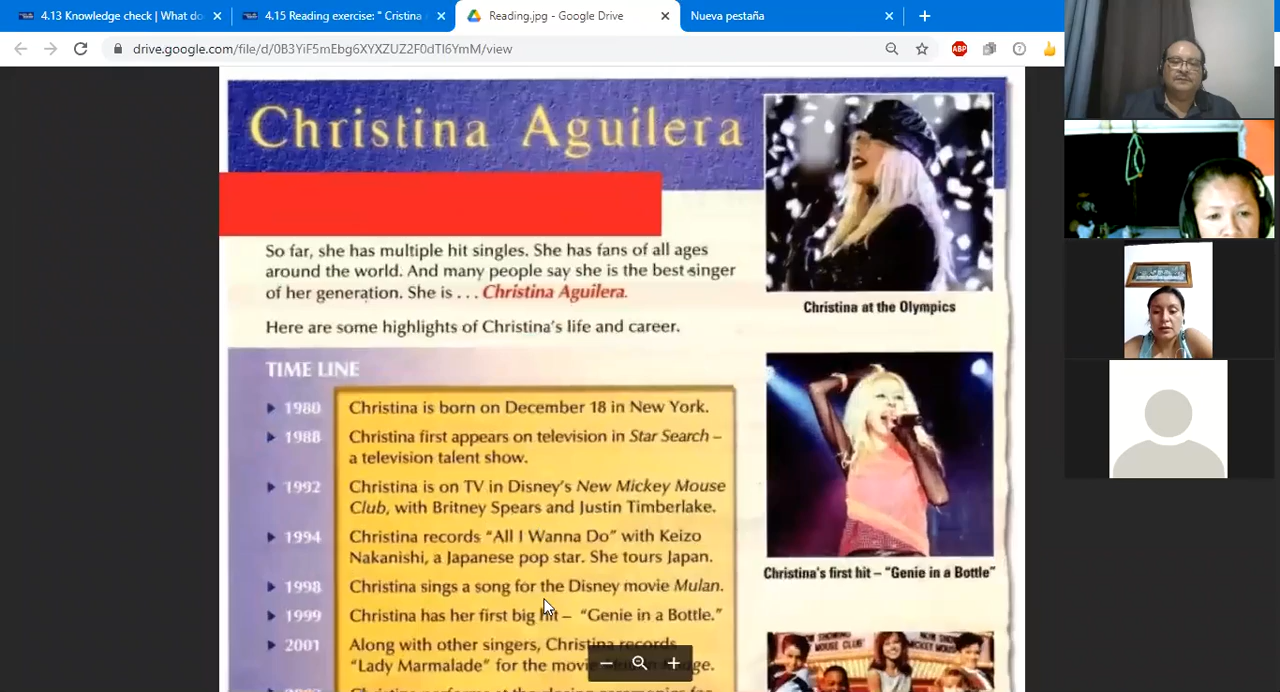 4.13 Knowledge check | What do
4.15 Reading exercise: " Cristina
Reading.jpg - Google Drive
Nueva pestaña
drive.google.com/file/d/0B3YiF5mEbg6XYXZUZ2F0dTl6YmM/view
ABP
Christina Aguilera
So far, she has multiple hit singles. She has fans of all ages
around the world. And many people say she is the best singer
of her generation. She is . . . Christina Aguilera.
Here are some highlights of Christina's life and career.
Christina at the Olympics
TIME LINE
1980 Christina is born on December 18 in New York.
1988 Christina first appears on television in Star Search –
a television talent show.
1992 Christina is on TV in Disney's New Mickey Mouse
Club, with Britney Spears and Justin Timberlake.
1994 Christina records "All I Wanna Do" with Keizo
Nakanishi, a Japanese pop star. She tours Japan.
1998 Christina sings a song for the Disney movie Mulan.
1999 Christina has her first big hit – "Genie in a Bottle."
2001 Along with other singers, Christina records
"Lady Marmalade" for the movie
Christina's first hit – "Genie in a Bottle"
MOUSE CLUB